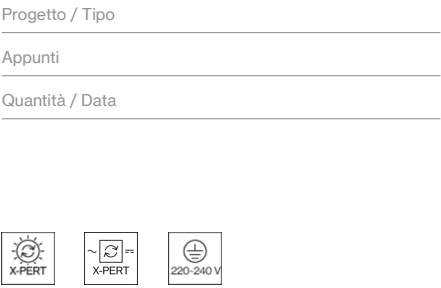 Progetto / Tipo
Appunti
Quantità / Data
X-PERT
X-PERT
220-240 V